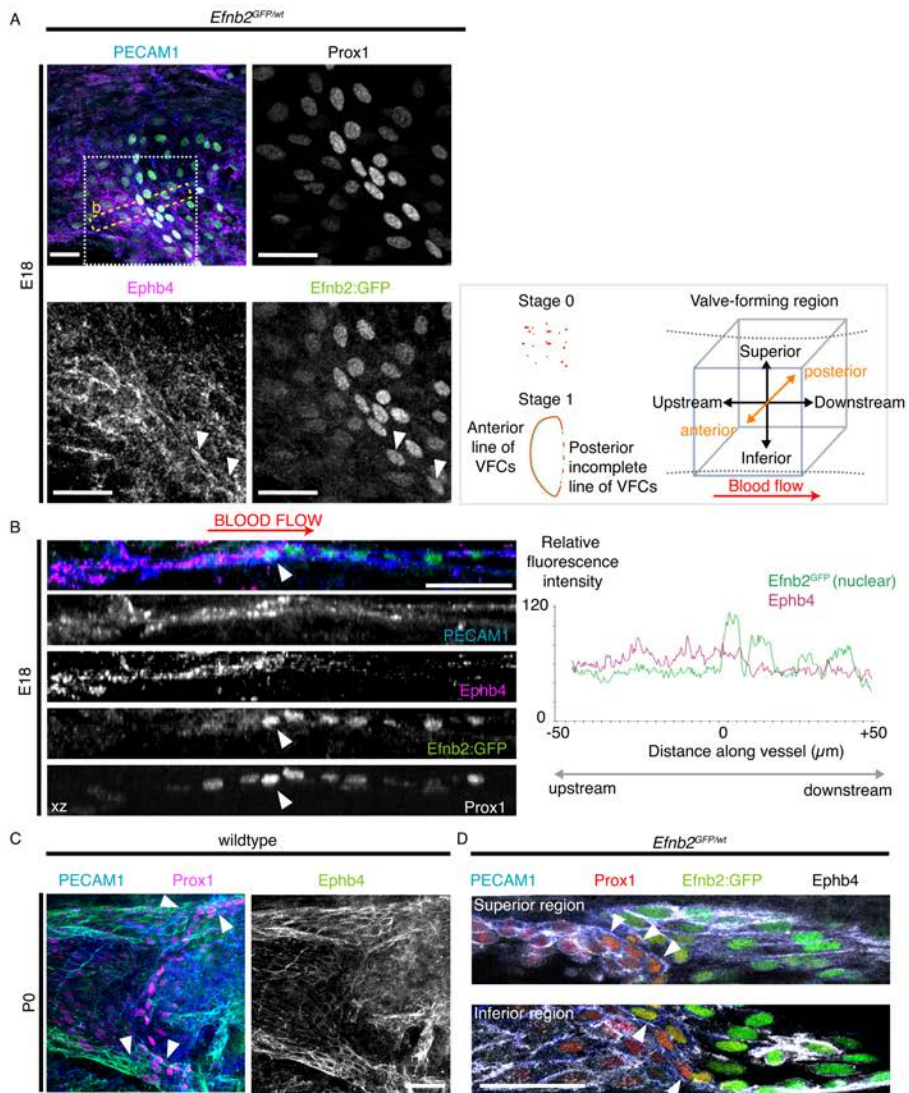 A
Efnb2GFP/wt
PECAM1
Prox1
E18
b
Ephb4
Efnb2:GFP
Stage 0
Stage 1
Anterior
line of
VFCs
Posterior
incomplete
line of VFCs
Valve-forming region
Superior
posterior
Upstream
Downstream
anterior
Inferior
Blood flow
B
BLOOD FLOW
E18
PECAM1
Ephb4
Efnb2:GFP
xz
Prox1
Relative
fluorescence
intensity
Efnb2GFP (nuclear)
Ephb4
120
0
-50
0
+50
Distance along vessel (μm)
upstream
downstream
C
wildtype
PECAM1 Prox1
Ephb4
P0
D
Efnb2GFP/wt
PECAM1 Prox1 Efnb2:GFP Ephb4
Superior region
Inferior region